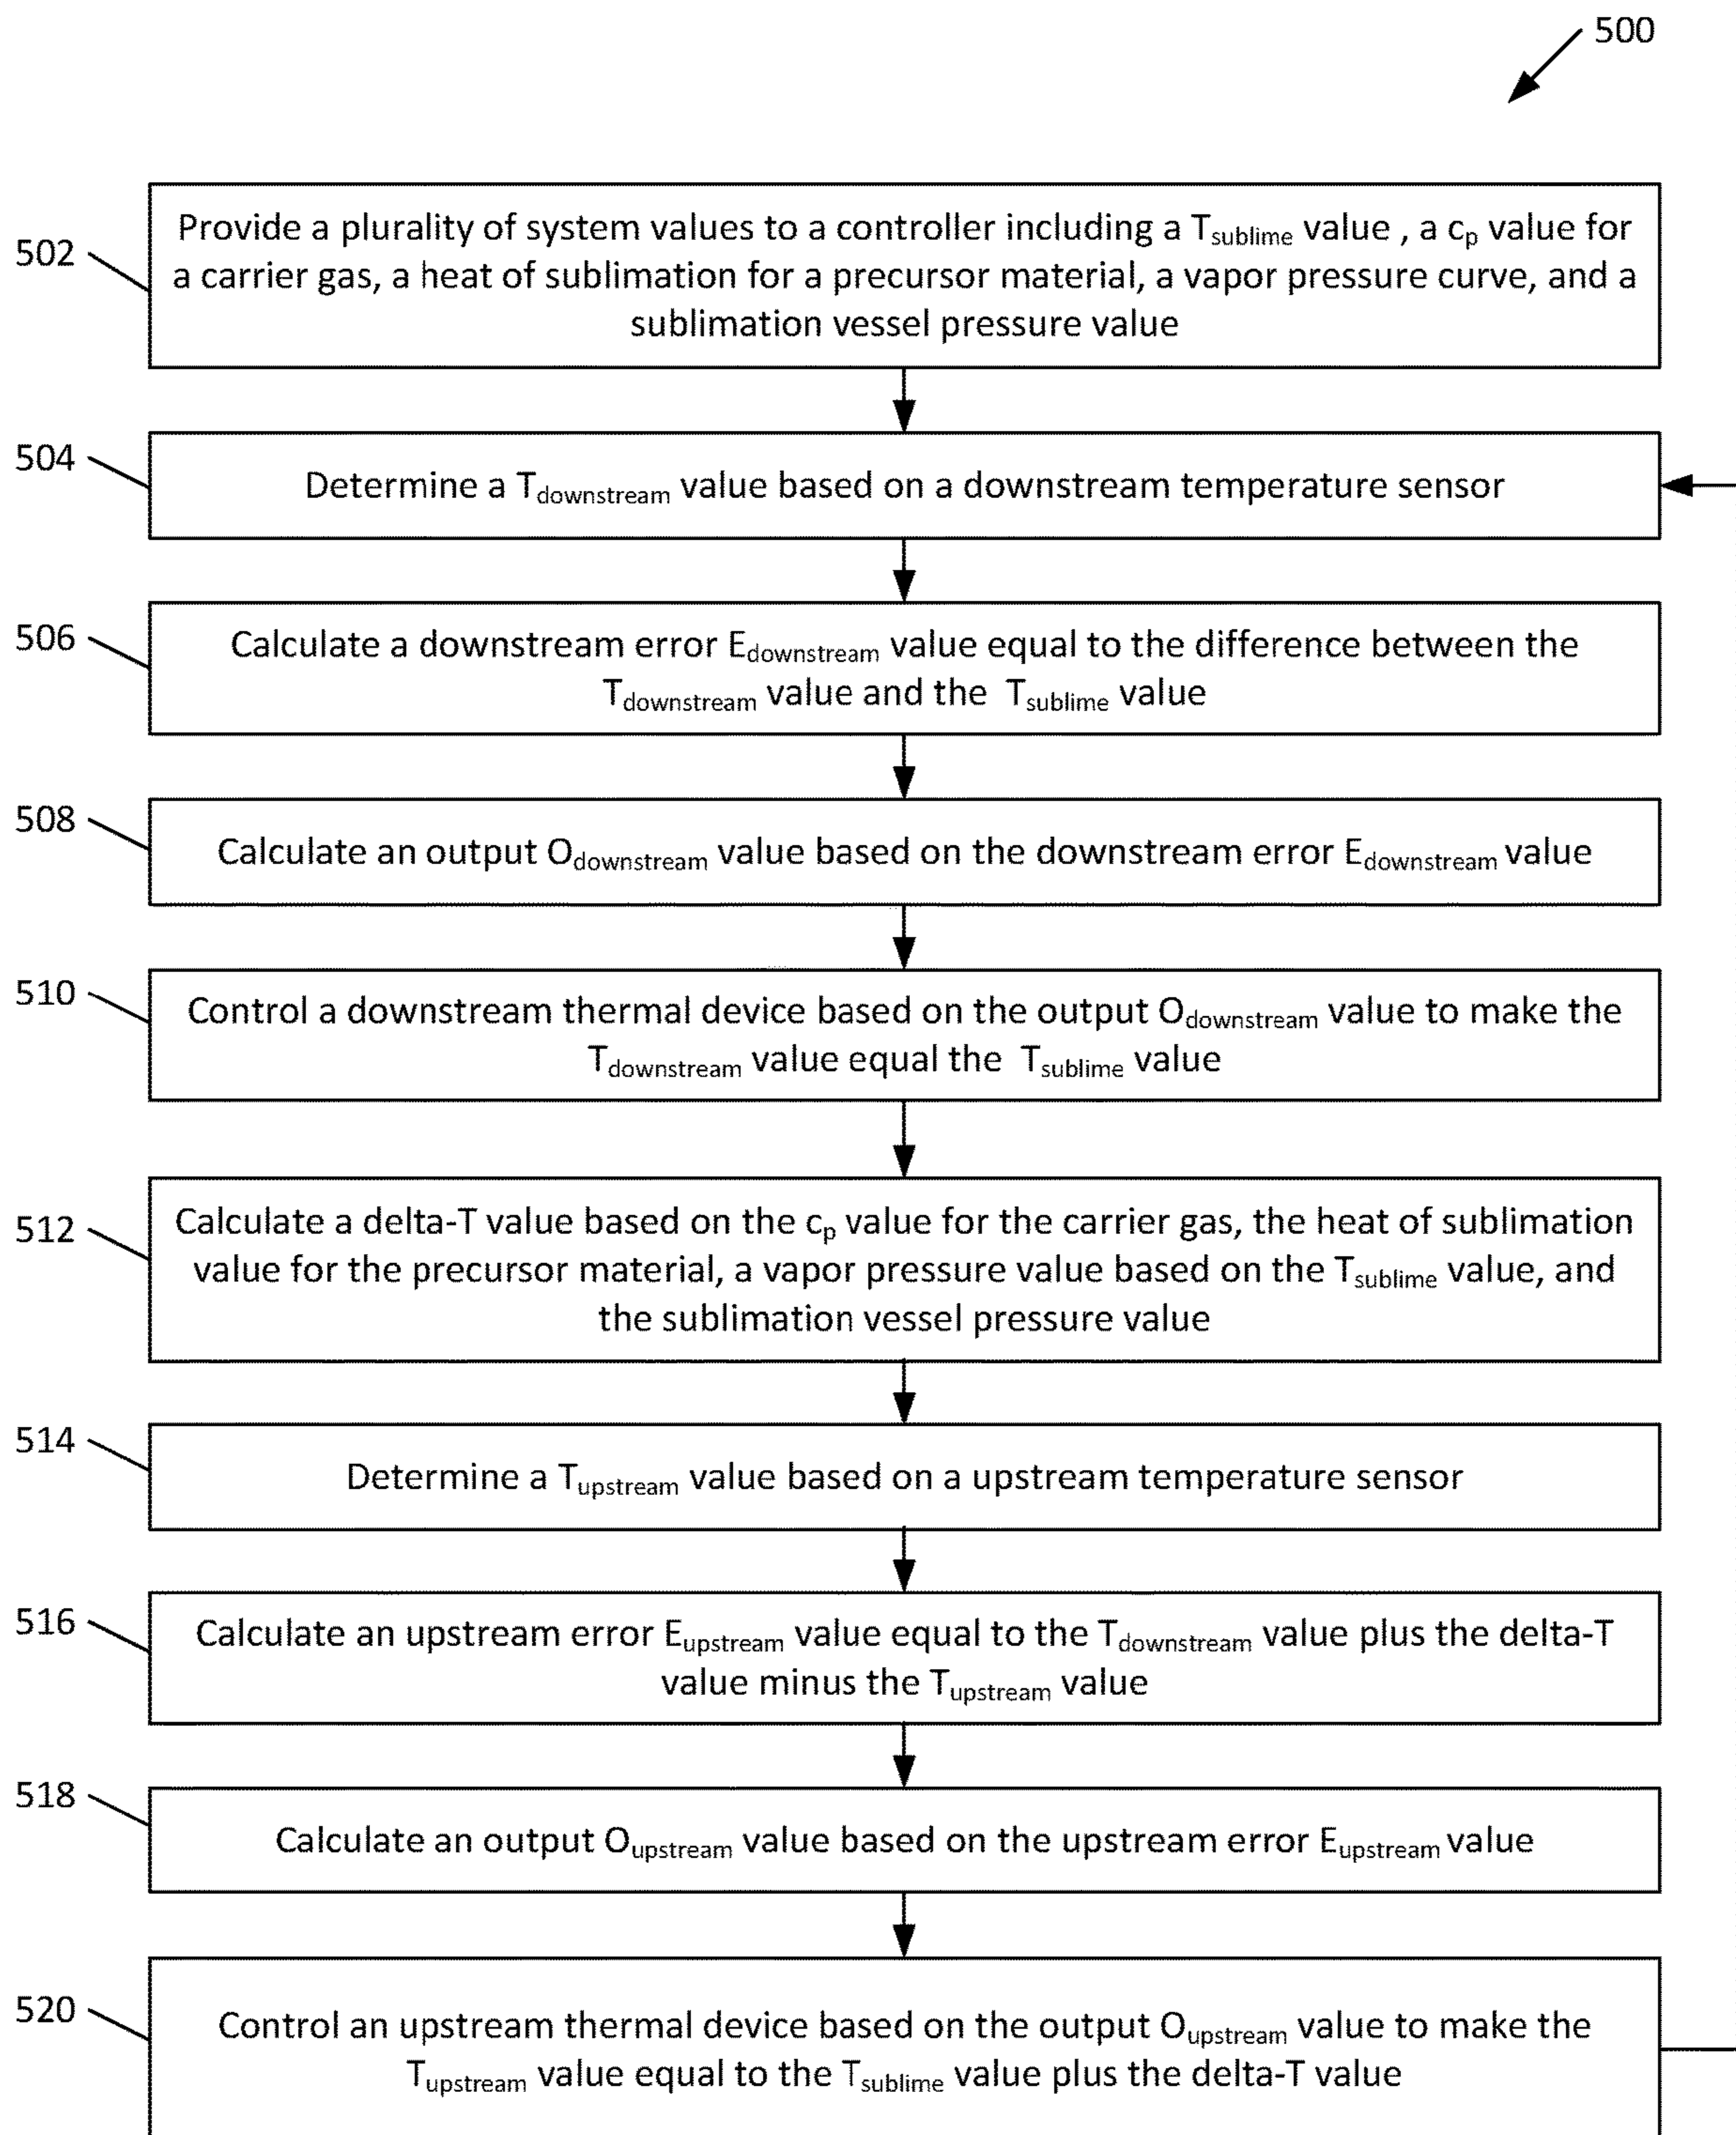 500
502
Provide a plurality of system values to a controller including a Tsublime value , a cp value for
a carrier gas, a heat of sublimation for a precursor material, a vapor pressure curve, and a
sublimation vessel pressure value
504
Determine a Tdownstream value based on a downstream temperature sensor
506
Calculate a downstream error Edownstream value equal to the difference between the
Tdownstream value and the Tsublime value
508
Calculate an output Odownstream value based on the downstream error Edownstream value
510
Control a downstream thermal device based on the output Odownstream value to make the
Tdownstream value equal the Tsublime value
512
Calculate a delta-T value based on the cp value for the carrier gas, the heat of sublimation
value for the precursor material, a vapor pressure value based on the Tsublime value, and
the sublimation vessel pressure value
514
Determine a Tupstream value based on a upstream temperature sensor
516
Calculate an upstream error Eupstream value equal to the Tdownstream value plus the delta-T
value minus the Tupstream value
518
Calculate an output Oupstream value based on the upstream error Eupstream value
520
Control an upstream thermal device based on the output Oupstream value to make the
Tupstream value equal to the Tsublime value plus the delta-T value